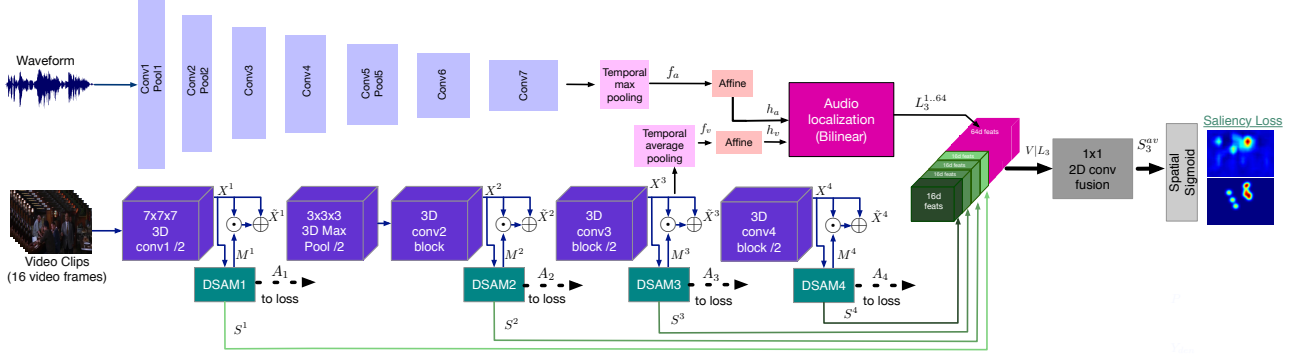 Waveform
Conv1
Pool1
Conv2
Pool2
Conv3
Conv4
Conv5
Pool5
Conv6
Conv7
Temporal
max
pooling
f_a
Affine
h_a
Temporal
average
pooling
f_v
Affine
h_v
Audio
localization
(Bilinear)
L_3^{1..64}
64d feats
16d feats
16d feats
16d feats
16d
feats
V|L_3
1x1
2D conv
fusion
S_3^{av}
Spatial
Sigmoid
Saliency Loss
Video Clips
(16 video frames)
7x7x7
3D
conv1 /2
X^1
X̃^1
M^1
3x3x3
3D Max
Pool /2
3D
conv2
block
X^2
X̃^2
M^2
3D
conv3
block /2
X^3
X̃^3
M^3
3D
conv4
block /2
X^4
X̃^4
M^4
DSAM1
A_1
to loss
S^1
DSAM2
A_2
to loss
S^2
DSAM3
A_3
to loss
S^3
DSAM4
A_4
to loss
S^4